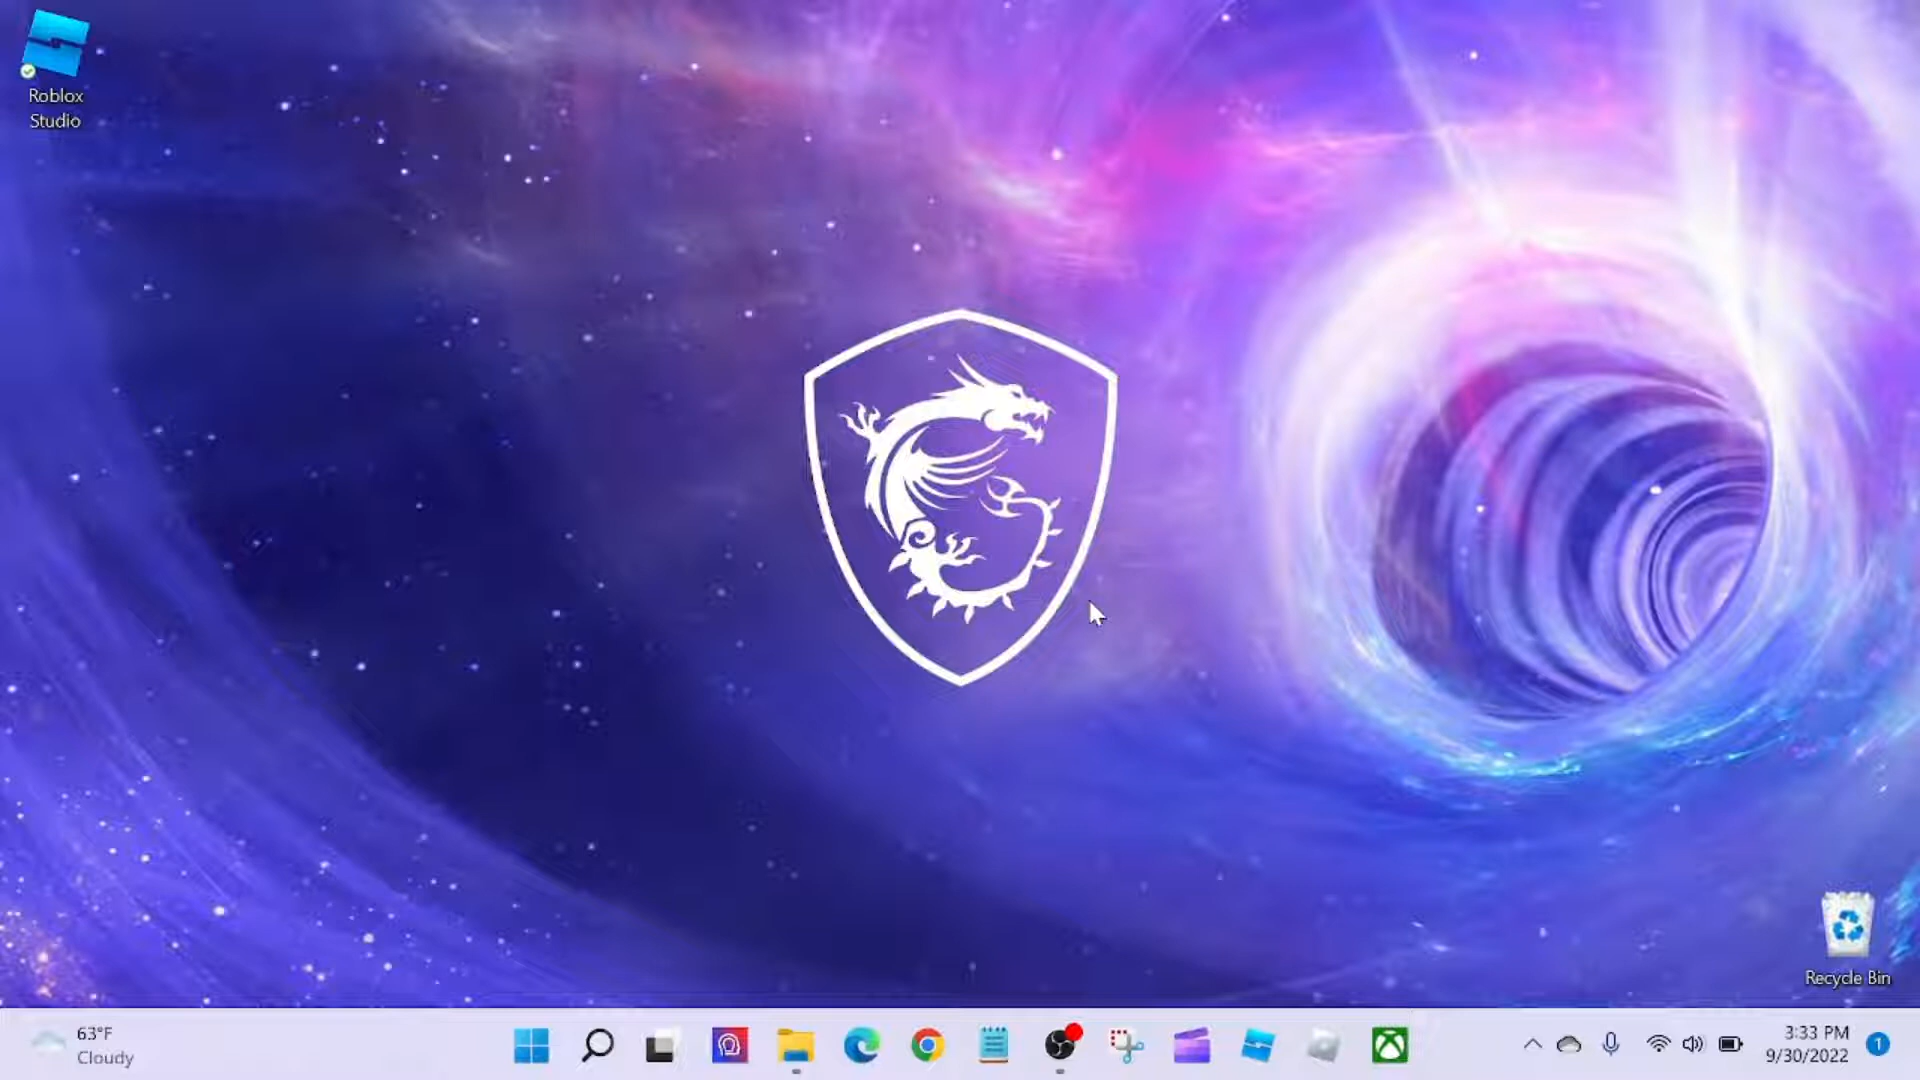 Roblox
Studio
Recycle Bin
63°F
Cloudy
3:33 PM
9/30/2022
1